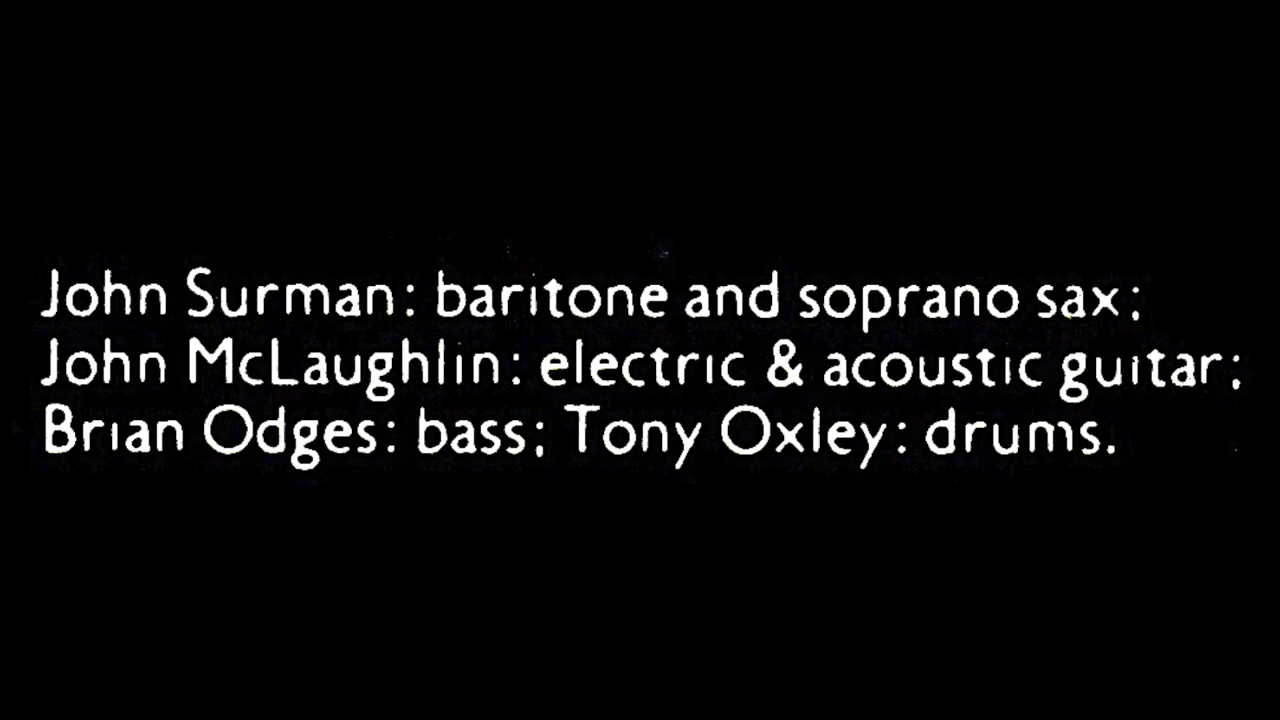 John Surman: baritone and soprano sax;
John McLaughlin: electric & acoustic guitar;
Brian Odges: bass; Tony Oxley: drums.